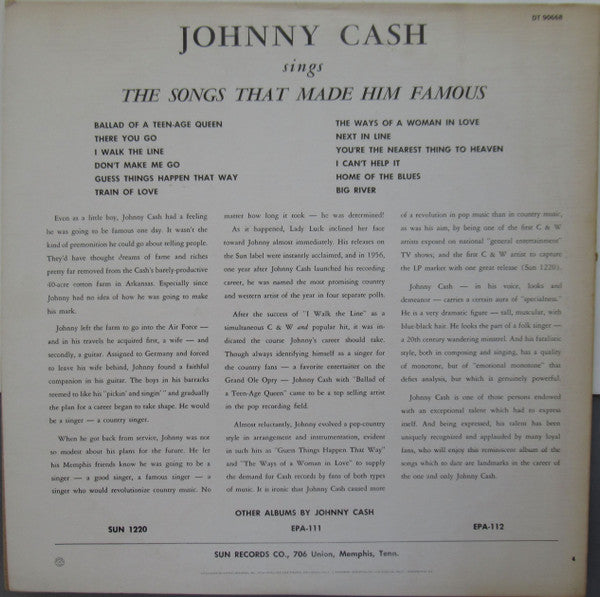 DT 90668
JOHNNY CASH
sings
THE SONGS THAT MADE HIM FAMOUS
BALLAD OF A TEEN-AGE QUEEN
THERE YOU GO
I WALK THE LINE
DON'T MAKE ME GO
GUESS THINGS HAPPEN THAT WAY
TRAIN OF LOVE
THE WAYS OF A WOMAN IN LOVE
NEXT IN LINE
YOU'RE THE NEAREST THING TO HEAVEN
I CAN'T HELP IT
HOME OF THE BLUES
BIG RIVER
Even as a little boy, Johnny Cash had a feeling
he was going to be famous one day. It wasn't the
kind of premonition he could go about telling people.
They'd have thought dreams of fame and riches
pretty far removed from the Cash's barely-productive
40-acre cotton farm in Arkansas. Especially since
Johnny had no idea of how he was going to make
his mark.
Johnny left the farm to go into the Air Force —
and in his travels he acquired first, a wife — and
secondly, a guitar. Assigned to Germany and forced
to leave his wife behind, Johnny found a faithful
companion in his guitar. The boys in his barracks
seemed to like his "pickin' and singin'" and gradually
the plan for a career began to take shape. He would
be a singer — a country singer.
When he got back from service, Johnny was not
so modest about his plans for the future. He let
his Memphis friends know he was going to be a
singer — a good singer, a famous singer — a
singer who would revolutionize country music. No
matter how long it took — he was determined!
As it happened, Lady Luck inclined her face
toward Johnny almost immediately. His releases on
the Sun label were instantly acclaimed, and in 1956,
one year after Johnny Cash launched his recording
career, he was named the most promising country
and western artist of the year in four separate polls.
After the success of "I Walk the Line" as a
simultaneous C & W and popular hit, it was in-
dicated the course Johnny's career should take.
Though always identifying himself as a singer for
the country fans — a favorite entertainer on the
Grand Ole Opry — Johnny Cash with "Ballad of
a Teen-Age Queen" came to be a top selling artist
in the pop recording field.
Almost reluctantly, Johnny evolved a pop-country
style in arrangement and instrumentation, evident
in such hits as "Guess Things Happen That Way"
and "The Ways of a Woman in Love" to supply
the demand for Cash records by fans of both types
of music. It is ironic that Johnny Cash caused more
of a revolution in pop music than in country music,
as was his aim, by being one of the first C & W
artists exposed on national "general entertainment"
TV shows, and the first C & W artist to capture
the LP market with one great release (Sun 1220).
Johnny Cash — in his voice, looks and
demeanor — carries a certain aura of "specialness."
He is a very dramatic figure — tall, muscular, with
blue-black hair. He looks the part of a folk singer —
a 20th century wandering minstrel. And his fatalistic
style, both in composing and singing, has a quality
of monotone, but of "emotional monotone" that
defies analysis, but which is genuinely powerful.
Johnny Cash is one of those persons endowed
with an exceptional talent which had to express
itself. And being expressed, his talent has been
uniquely recognized and applauded by many loyal
fans, who will enjoy this reminiscent album of the
songs which to date are landmarks in the career of
the one and only Johnny Cash.
OTHER ALBUMS BY JOHNNY CASH
SUN 1220
EPA-111
EPA-112
SUN RECORDS CO., 706 Union, Memphis, Tenn.
4